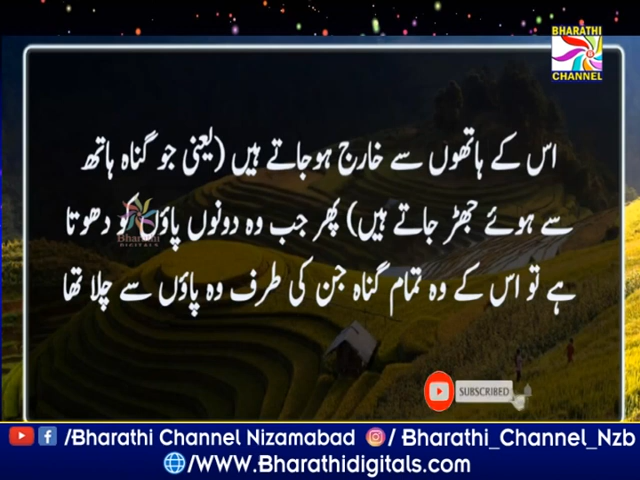 BHARATHI
CHANNEL
اس کے ہاتھوں سے خارج ہوجاتے ہیں (یعنی جو گناہ ہاتھ
سے ہوئے جھڑ جاتے ہیں) پھر جب وہ دونوں پاؤں کو دھوتا
ہے تو اس کے وہ تمام گناہ جن کی طرف وہ پاؤں سے چلا تھا
Bharathi
DIGITALS
SUBSCRIBED
/Bharathi Channel Nizamabad / Bharathi_Channel_Nzb
/WWW.Bharathidigitals.com